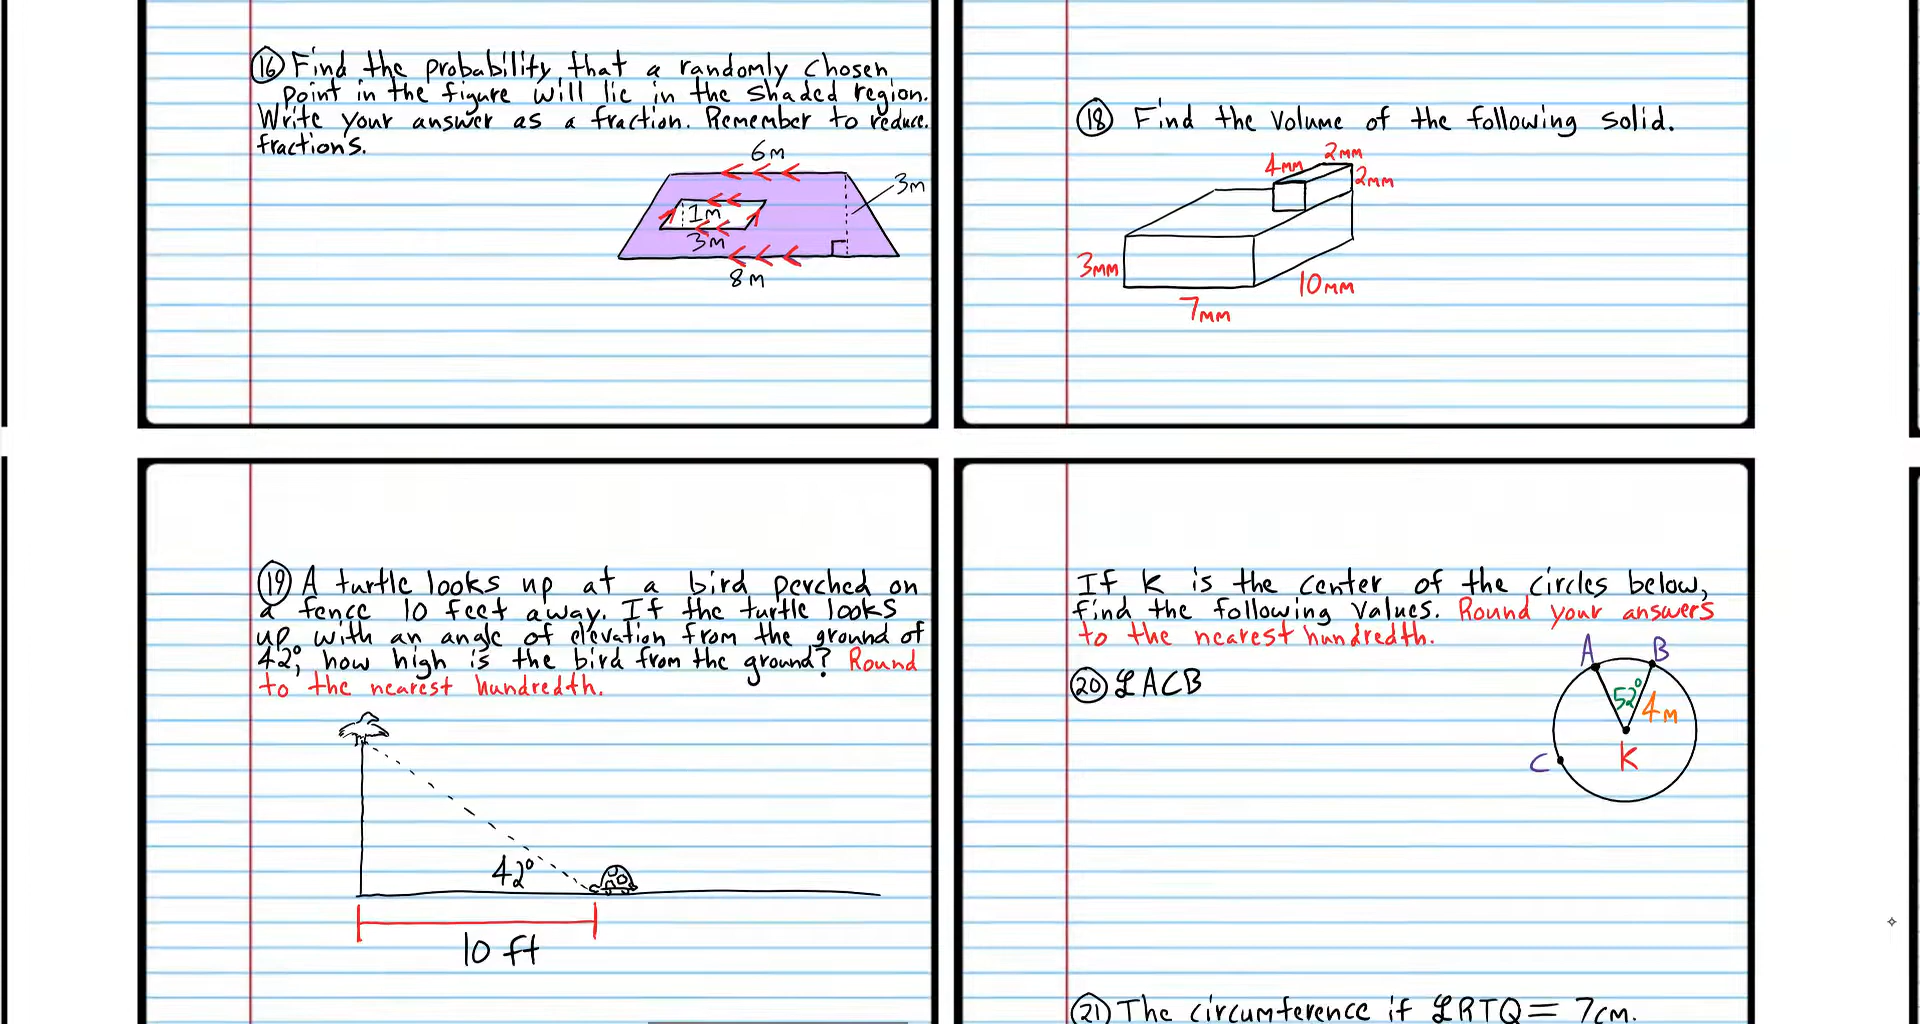 16 Find the probability that a randomly chosen
point in the figure will lie in the shaded region.
Write your answer as a fraction. Remember to reduce
fractions.
6m
3m
1m
3m
8m
18 Find the volume of the following solid.
4mm
2mm
2mm
3mm
10mm
7mm
19 A turtle looks up at a bird perched on
a fence 10 feet away. If the turtle looks
up, with an angle of elevation from the ground of
42°, how high is the bird from the ground? Round
to the nearest hundredth.
42°
10 ft
If K is the center of the circles below,
find the following values. Round your answers
to the nearest hundredth.
20 ℒACB
A
B
52°
4m
K
C
21 The circumference if ℒRTQ = 7cm.